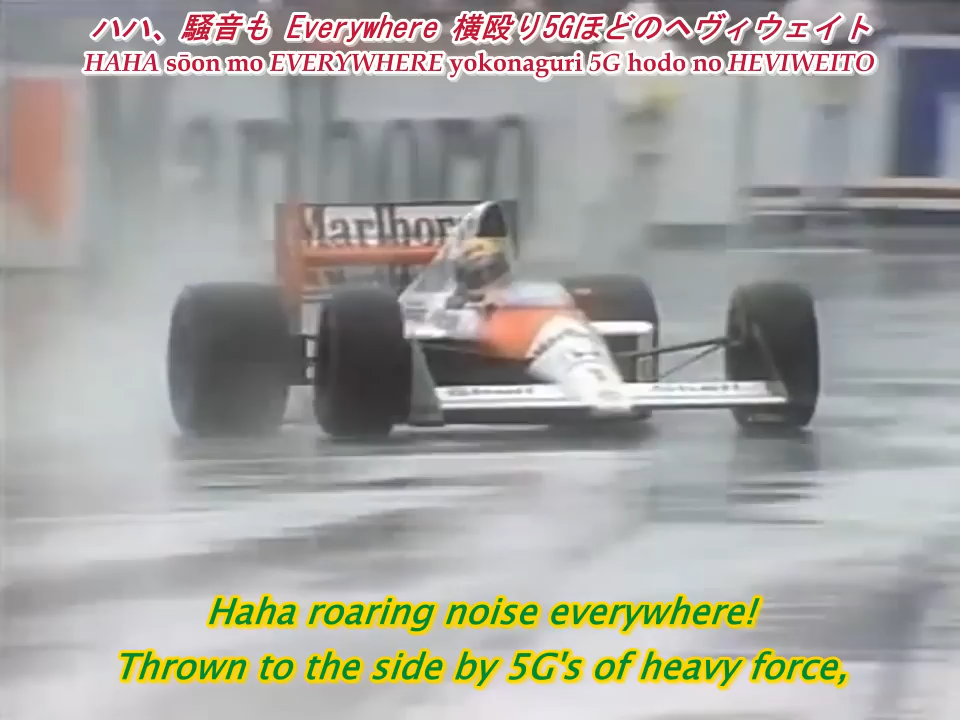 ハハ、騒音も Everywhere 横殴り5Gほどのヘヴィウェイト
HAHA sōon mo EVERYWHERE yokonaguri 5G hodo no HEVIWEITO
Marlboro
Marlboro
Haha roaring noise everywhere!
Thrown to the side by 5G's of heavy force,